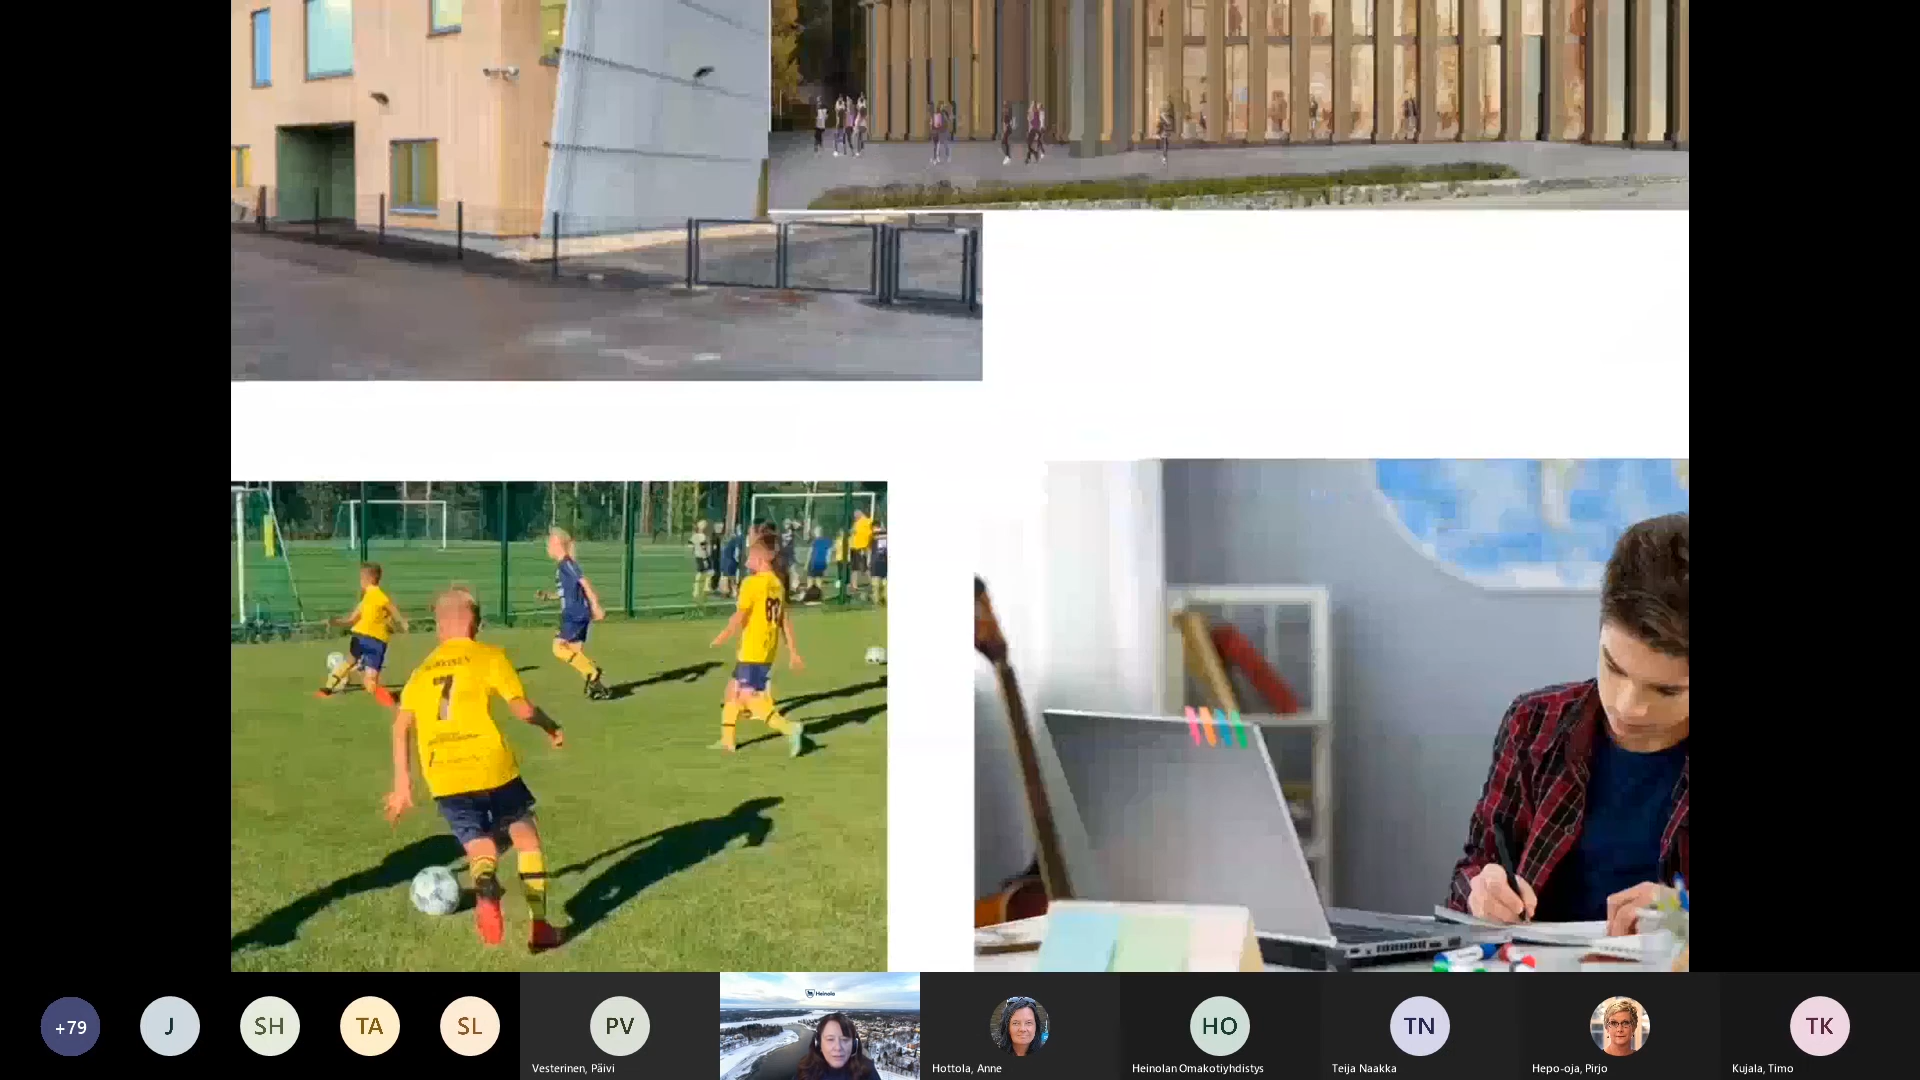 7
+79
J
SH
TA
SL
PV
Vesterinen, Päivi
Heinola
Hottola, Anne
HO
Heinolan Omakotiyhdistys
TN
Teija Naakka
Hepo-oja, Pirjo
TK
Kujala, Timo